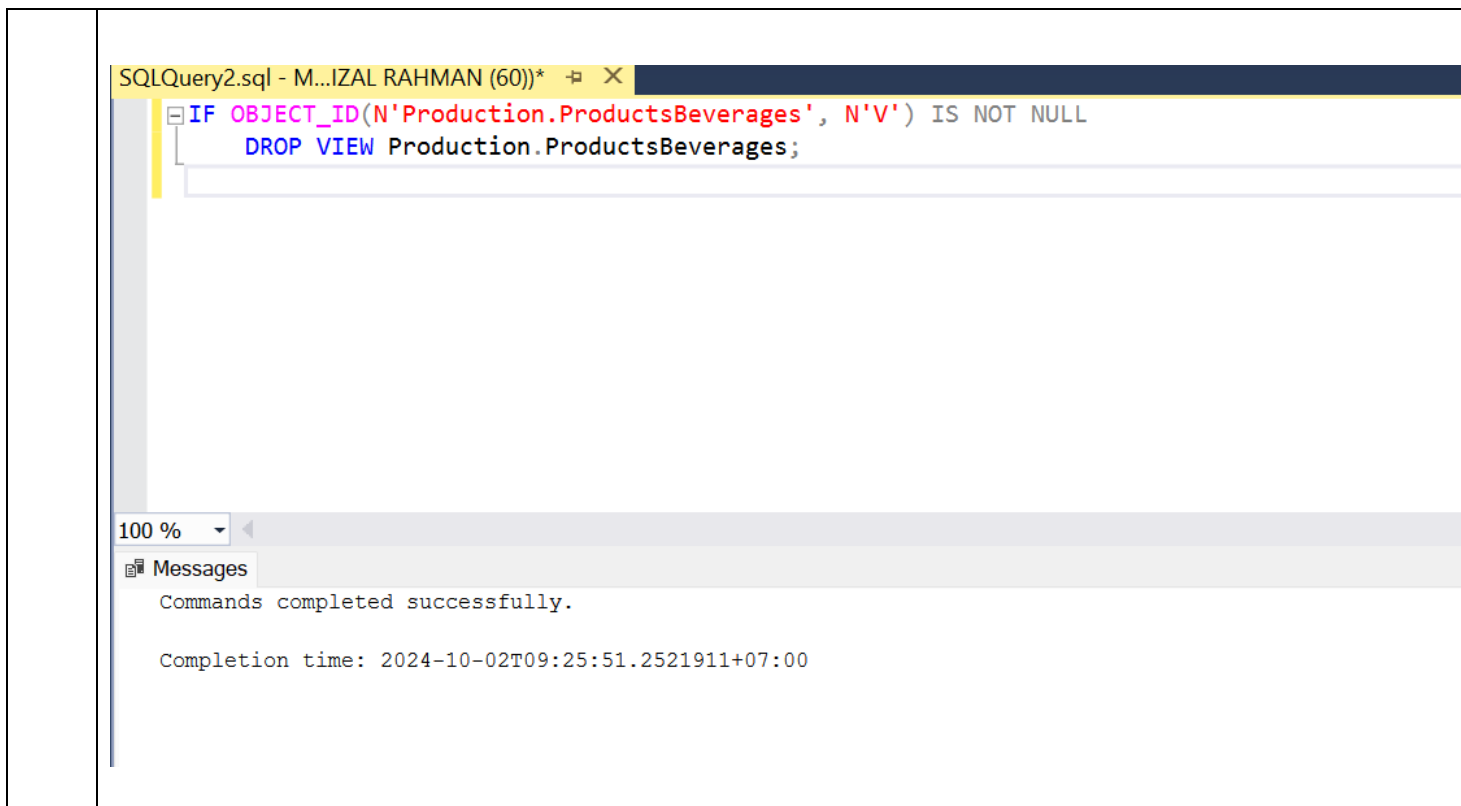 SQLQuery2.sql - M...IZAL RAHMAN (60))*
IF OBJECT_ID(N'Production.ProductsBeverages', N'V') IS NOT NULL
DROP VIEW Production.ProductsBeverages;
100 %
Messages
Commands completed successfully.
Completion time: 2024-10-02T09:25:51.2521911+07:00